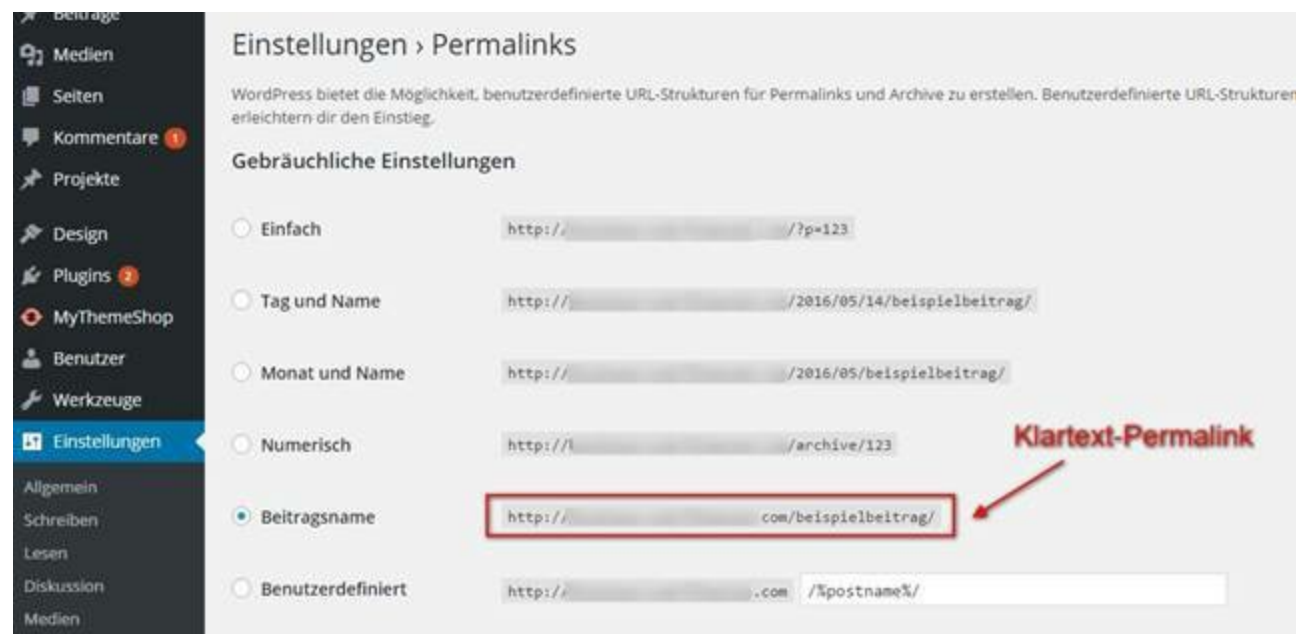 Beiträge
Medien
Seiten
Kommentare 1
Projekte
Design
Plugins 2
MyThemeShop
Benutzer
Werkzeuge
Einstellungen
Allgemein
Schreiben
Lesen
Diskussion
Medien
Einstellungen › Permalinks
WordPress bietet die Möglichkeit, benutzerdefinierte URL-Strukturen für Permalinks und Archive zu erstellen. Benutzerdefinierte URL-Strukturen
erleichtern dir den Einstieg.
Gebräuchliche Einstellungen
Einfach http:/ /?p=123
Tag und Name http:// /2016/05/14/beispielbeitrag/
Monat und Name http:// /2016/05/beispielbeitrag/
Numerisch http:// /archive/123
Klartext-Permalink
Beitragsname http:// com/beispielbeitrag/
Benutzerdefiniert http:/ .com /%postname%/